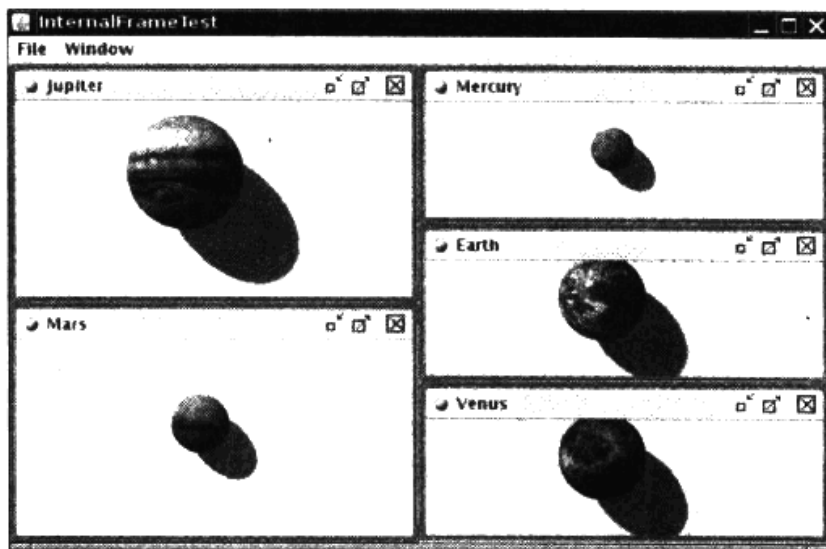 InternalFrameTest
File Window
Jupiter
Mars
Mercury
Earth
Venus